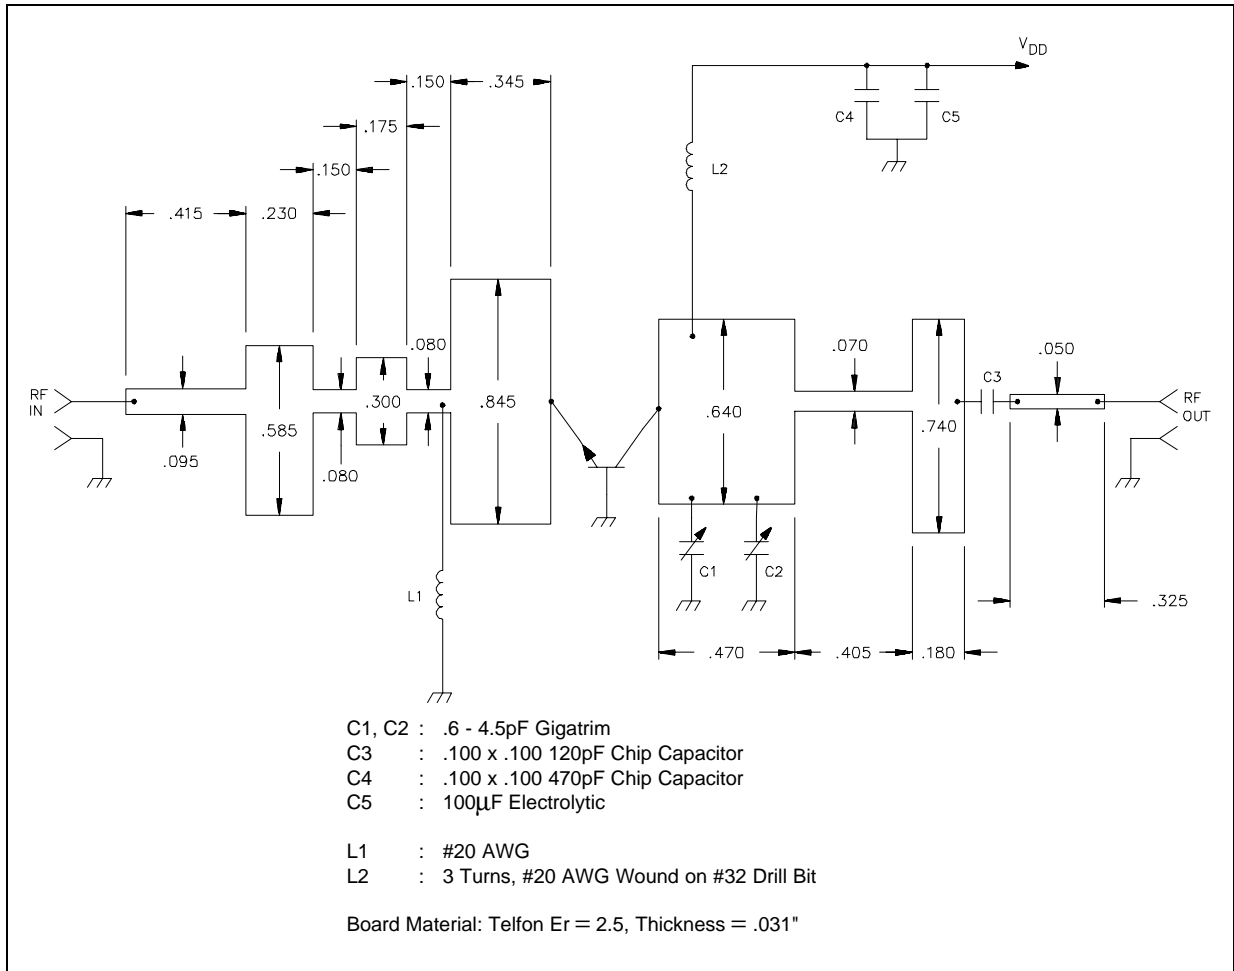 V_DD
.150 .345
.175
.150
.415 .230
C4 C5
L2
.080
.070
.050
C3
RF IN
.095
.585
.080
.300
.845
.640
.740
RF OUT
C1 C2
L1
.325
.470 .405 .180
C1, C2 : .6 - 4.5pF Gigatrim
C3 : .100 x .100 120pF Chip Capacitor
C4 : .100 x .100 470pF Chip Capacitor
C5 : 100µF Electrolytic
L1 : #20 AWG
L2 : 3 Turns, #20 AWG Wound on #32 Drill Bit
Board Material: Telfon Er = 2.5, Thickness = .031"